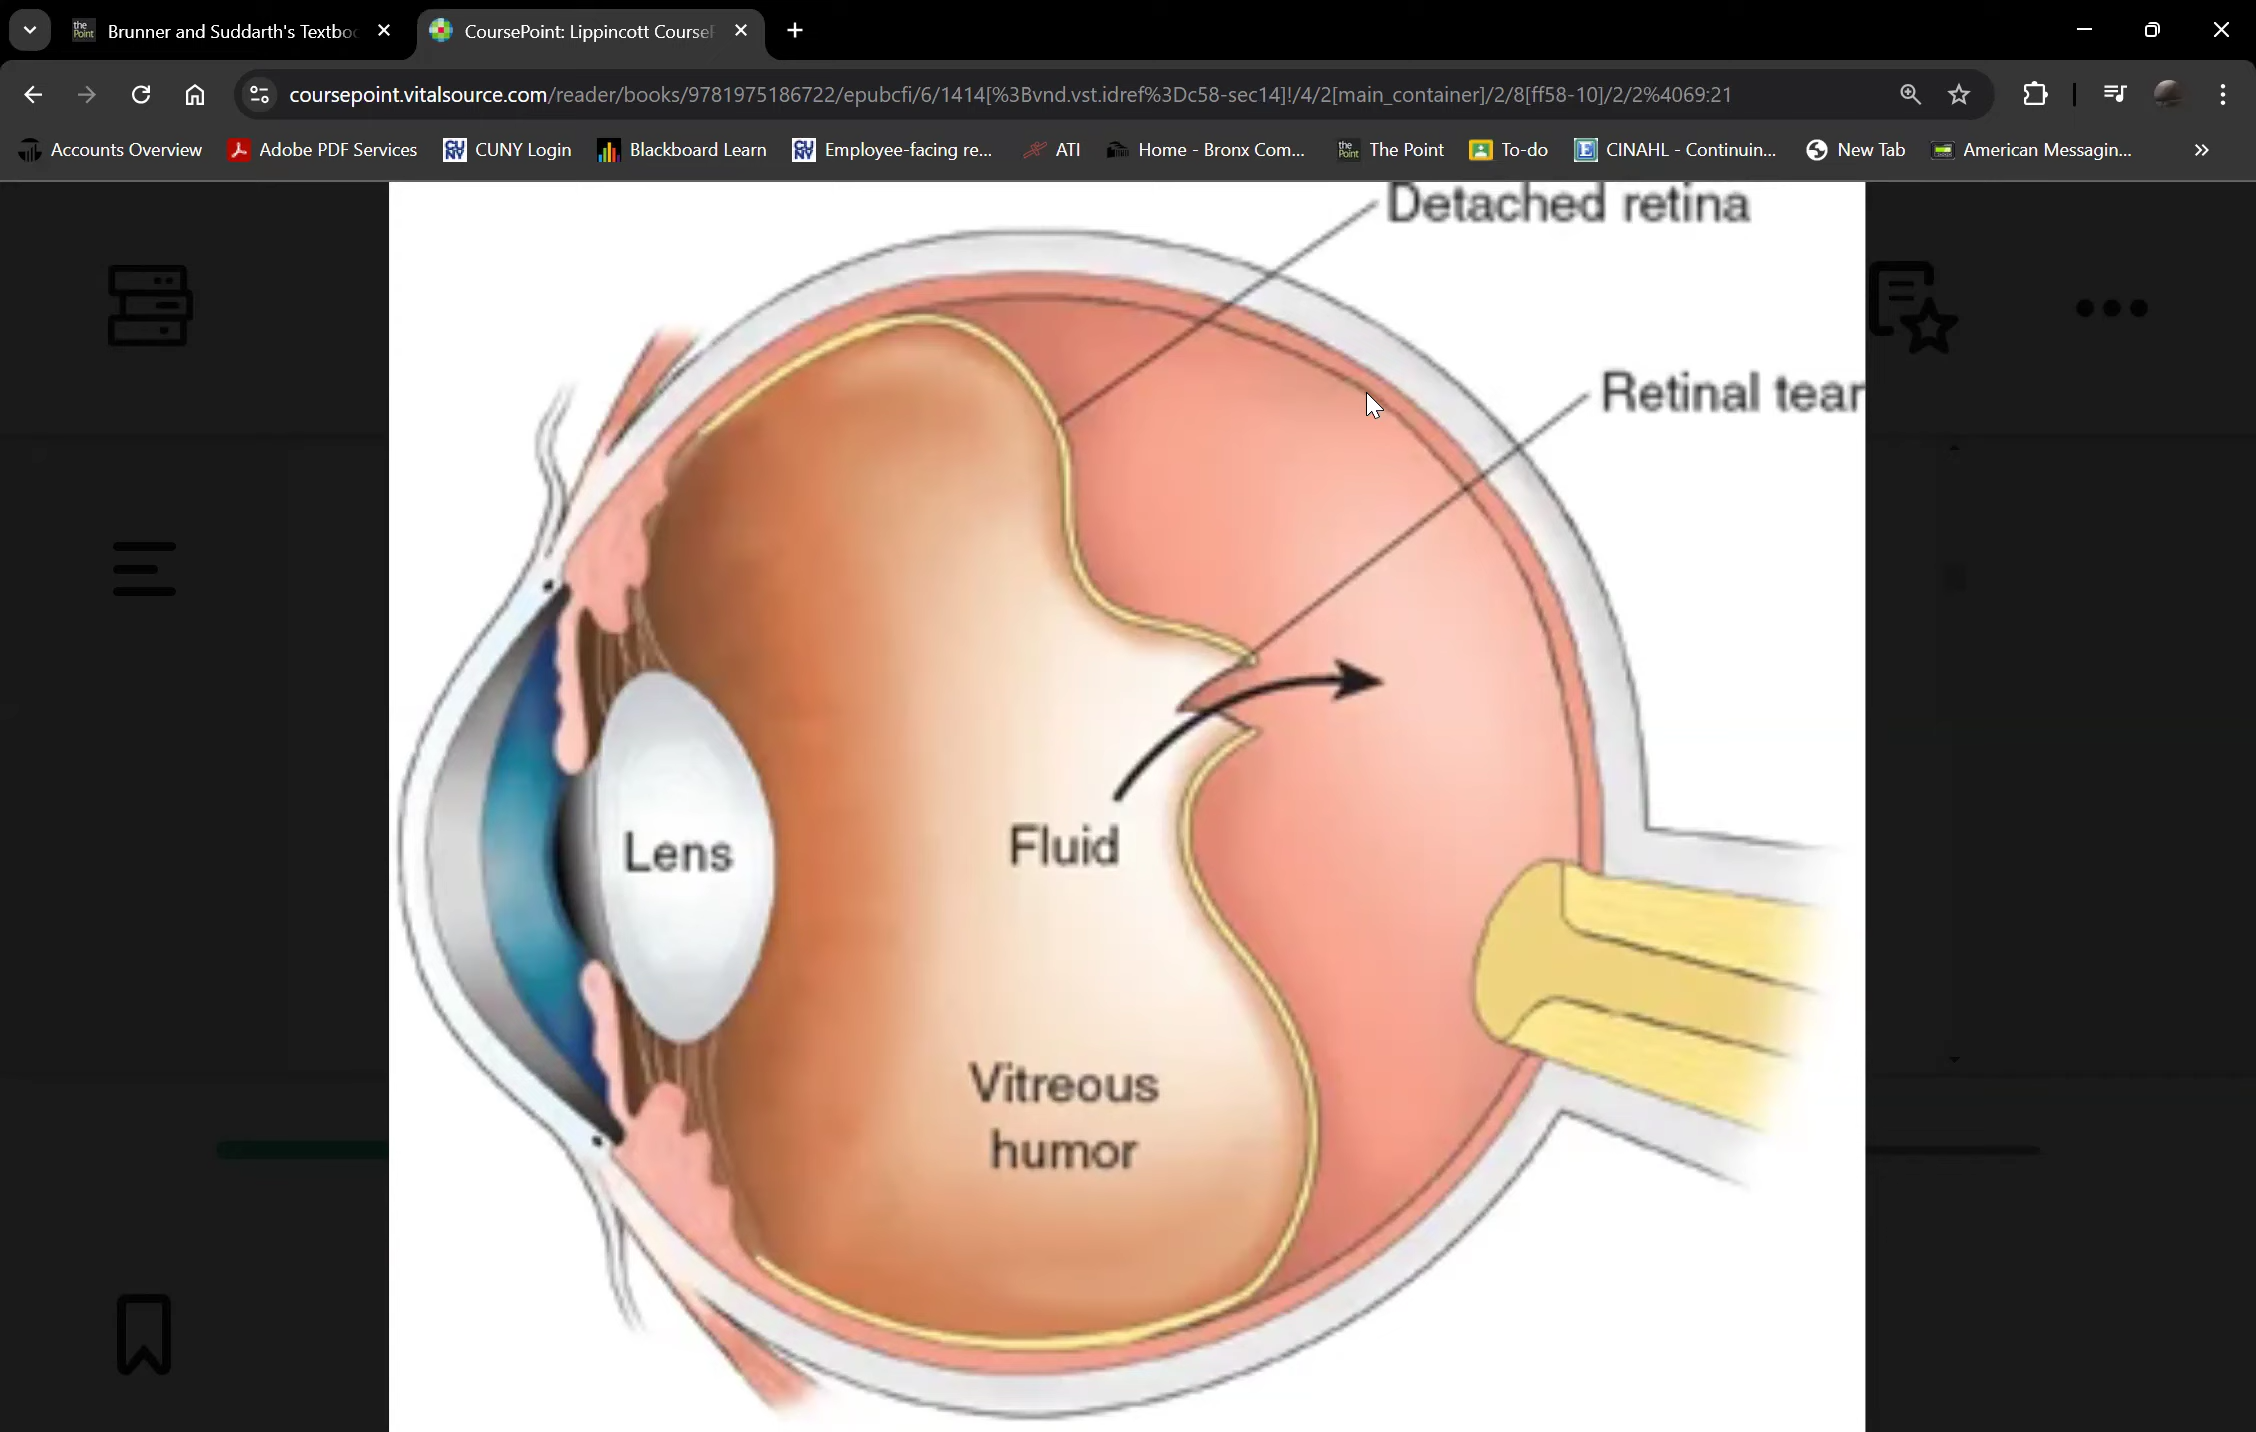 Brunner and Suddarth's Textbo
CoursePoint: Lippincott Course
coursepoint.vitalsource.com/reader/books/9781975186722/epubcfi/6/1414[%3Bvnd.vst.idref%3Dc58-sec14]!/4/2[main_container]/2/8[ff58-10]/2/2%4069:21
Accounts Overview
Adobe PDF Services
CUNY Login
Blackboard Learn
Employee-facing re...
ATI
Home - Bronx Com...
the Point
The Point
To-do
CINAHL - Continuin...
New Tab
American Messagin...
Detached retina
Retinal tear
Lens
Fluid
Vitreous
humor